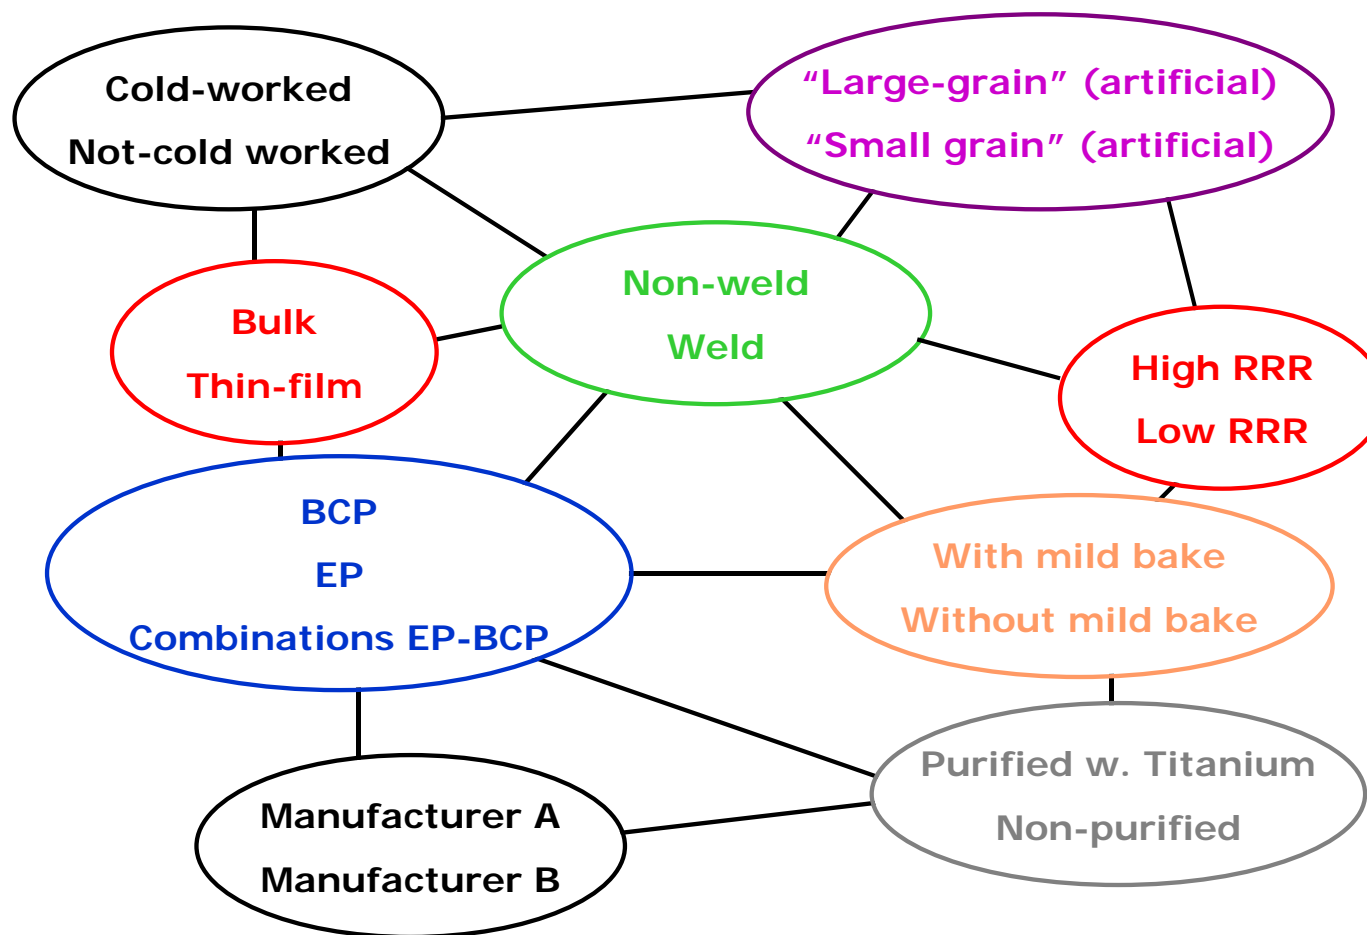 Cold-worked
Not-cold worked
“Large-grain” (artificial)
“Small grain” (artificial)
Non-weld
Weld
Bulk
Thin-film
High RRR
Low RRR
BCP
EP
Combinations EP-BCP
With mild bake
Without mild bake
Purified w. Titanium
Non-purified
Manufacturer A
Manufacturer B